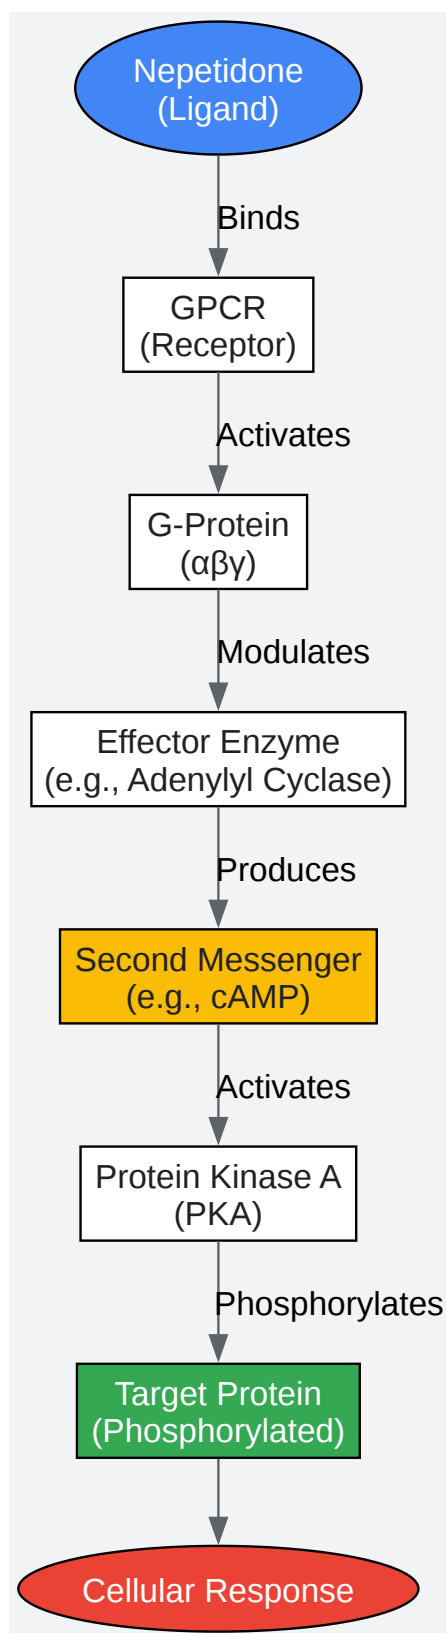 Nepetidone
(Ligand)
Binds
GPCR
(Receptor)
Activates
G-Protein
(αβγ)
Modulates
Effector Enzyme
(e.g., Adenylyl Cyclase)
Produces
Second Messenger
(e.g., cAMP)
Activates
Protein Kinase A
(PKA)
Phosphorylates
Target Protein
(Phosphorylated)
Cellular Response